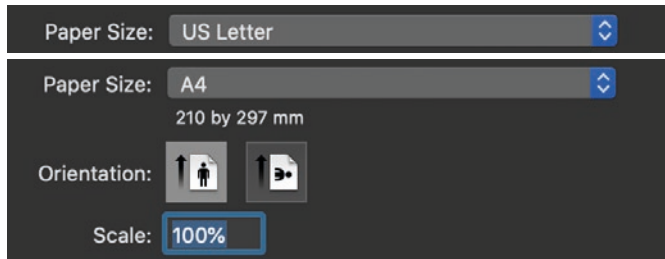 Paper Size: US Letter
Paper Size: A4
210 by 297 mm
Orientation:
Scale: 100%